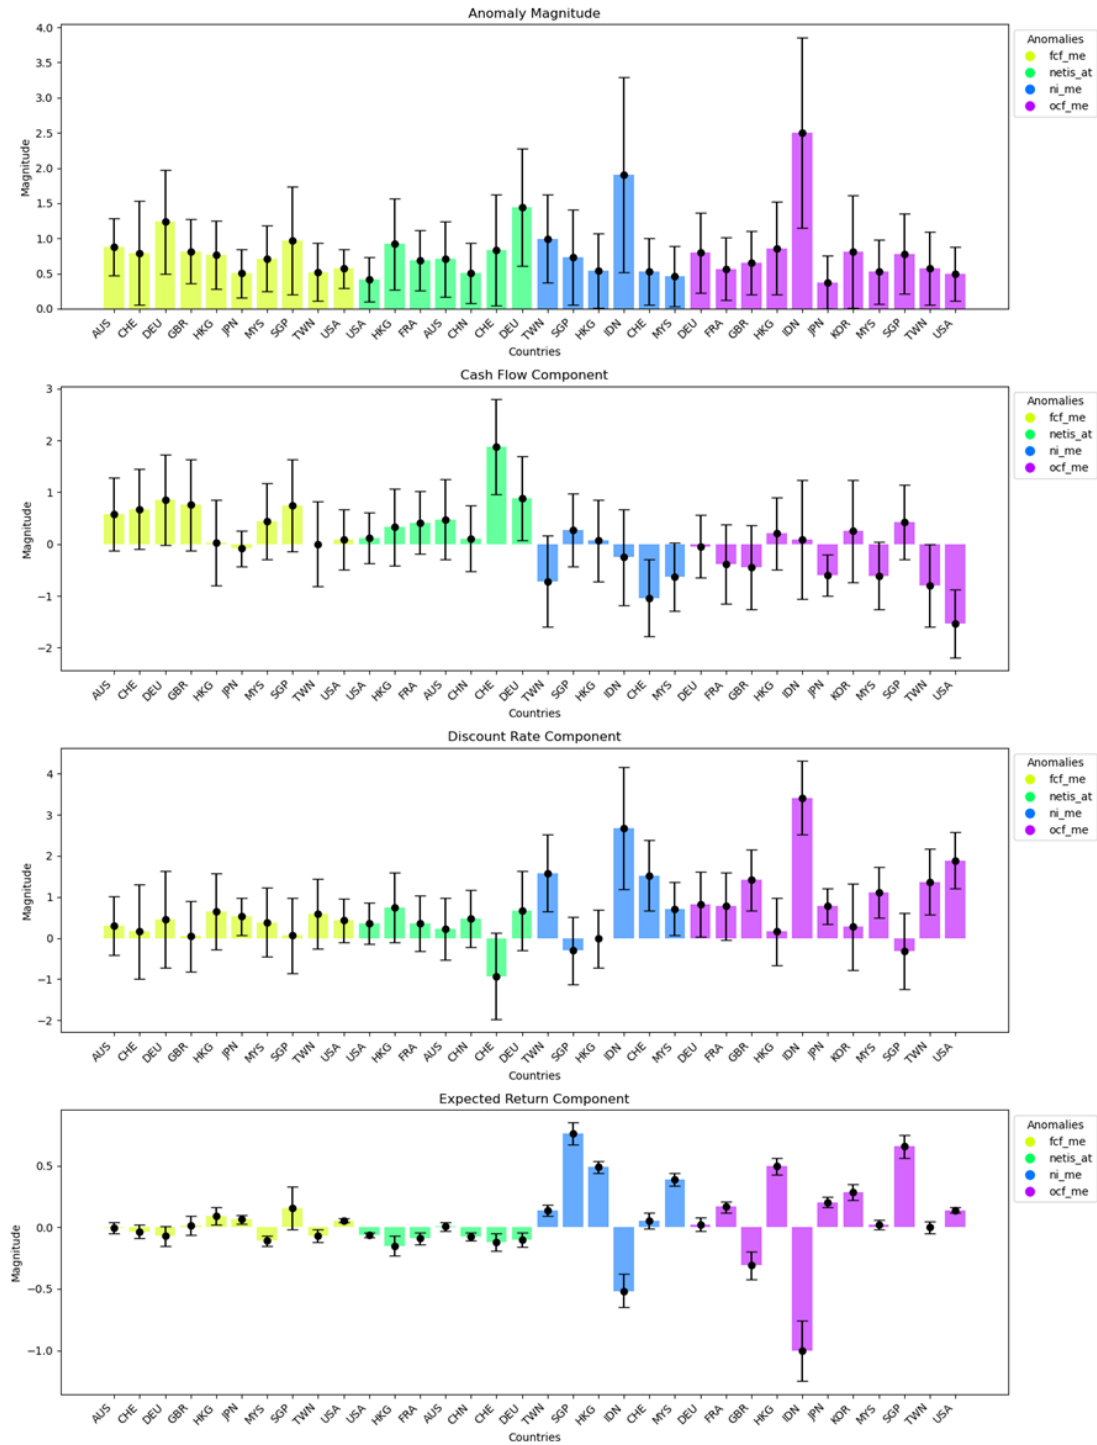 Anomaly Magnitude
Magnitude
4.0
3.5
3.0
2.5
2.0
1.5
1.0
0.5
0.0
AUS CHE DEU GBR HKG JPN MYS SGP TWN USA USA HKG FRA AUS CHN CHE DEU TWN SGP HKG IDN CHE MYS DEU FRA GBR HKG IDN JPN KOR MYS SGP TWN USA
Countries
Anomalies
fcf_me
netis_at
ni_me
ocf_me
Cash Flow Component
Magnitude
3
2
1
0
−1
−2
AUS CHE DEU GBR HKG JPN MYS SGP TWN USA USA HKG FRA AUS CHN CHE DEU TWN SGP HKG IDN CHE MYS DEU FRA GBR HKG IDN JPN KOR MYS SGP TWN USA
Countries
Anomalies
fcf_me
netis_at
ni_me
ocf_me
Discount Rate Component
Magnitude
4
3
2
1
0
−1
−2
AUS CHE DEU GBR HKG JPN MYS SGP TWN USA USA HKG FRA AUS CHN CHE DEU TWN SGP HKG IDN CHE MYS DEU FRA GBR HKG IDN JPN KOR MYS SGP TWN USA
Countries
Anomalies
fcf_me
netis_at
ni_me
ocf_me
Expected Return Component
Magnitude
0.5
0.0
−0.5
−1.0
AUS CHE DEU GBR HKG JPN MYS SGP TWN USA USA HKG FRA AUS CHN CHE DEU TWN SGP HKG IDN CHE MYS DEU FRA GBR HKG IDN JPN KOR MYS SGP TWN USA
Countries
Anomalies
fcf_me
netis_at
ni_me
ocf_me